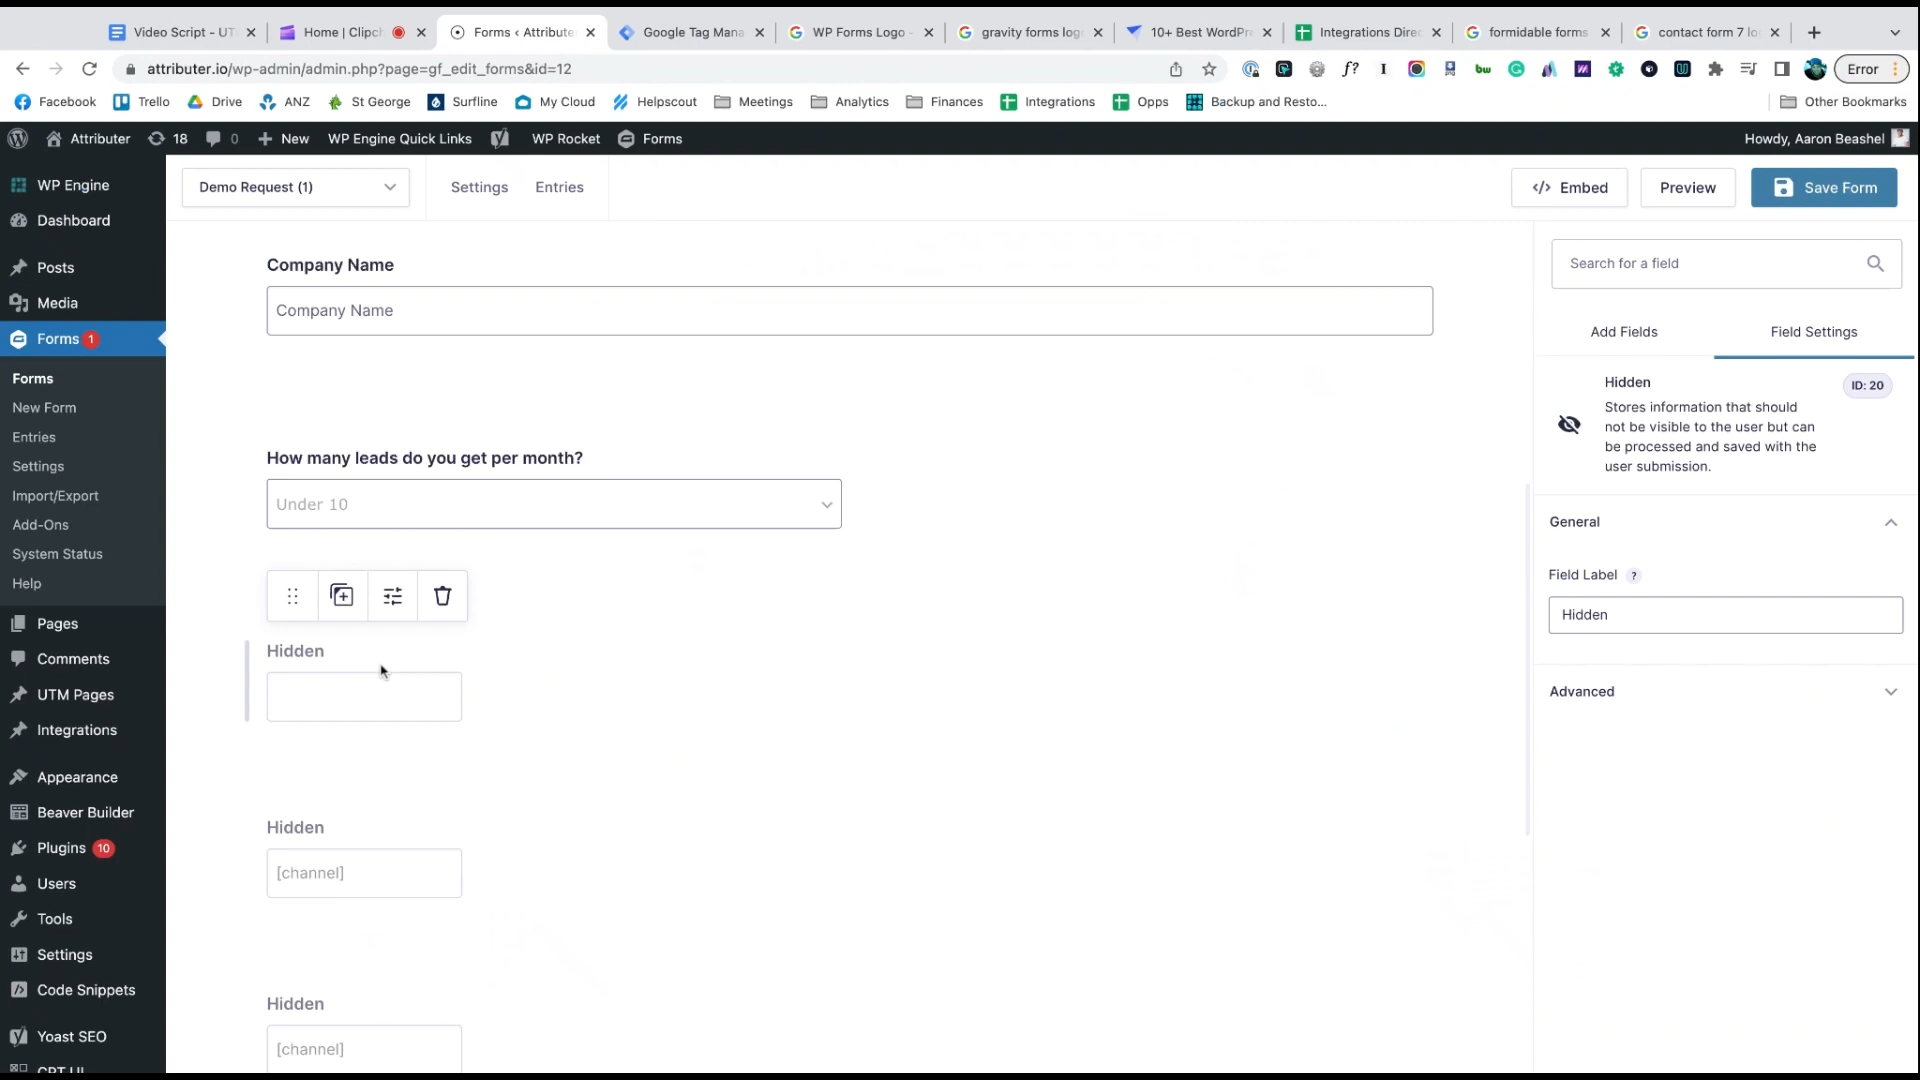 Video Script - UT
Home | Clipch
Forms ‹ Attribute
Google Tag Mana
WP Forms Logo -
gravity forms log
10+ Best WordPr
Integrations Direc
formidable forms
contact form 7 lo
attributer.io/wp-admin/admin.php?page=gf_edit_forms&id=12
Error
Facebook
Trello
Drive
ANZ
St George
Surfline
My Cloud
Helpscout
Meetings
Analytics
Finances
Integrations
Opps
Backup and Resto...
Other Bookmarks
Attributer
18
0
New
WP Engine Quick Links
WP Rocket
Forms
Howdy, Aaron Beashel
WP Engine
Dashboard
Posts
Media
Forms 1
Forms
New Form
Entries
Settings
Import/Export
Add-Ons
System Status
Help
Pages
Comments
UTM Pages
Integrations
Appearance
Beaver Builder
Plugins 10
Users
Tools
Settings
Code Snippets
Yoast SEO
CPT UI
Demo Request (1)
Settings
Entries
Embed
Preview
Save Form
Company Name
Company Name
How many leads do you get per month?
Under 10
Hidden
Hidden
[channel]
Hidden
[channel]
Search for a field
Add Fields
Field Settings
Hidden
ID: 20
Stores information that should
not be visible to the user but can
be processed and saved with the
user submission.
General
Field Label ?
Hidden
Advanced